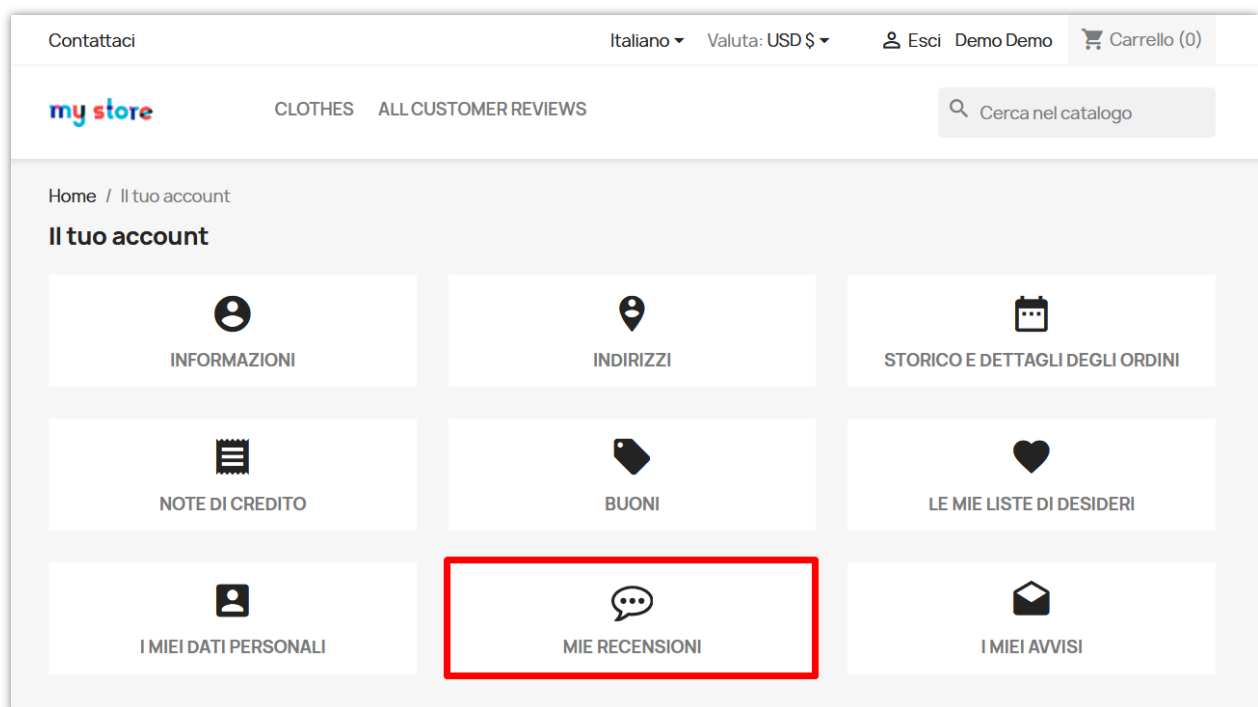 Contattaci Italiano Valuta: USD $ Esci Demo Demo Carrello (0)
my store CLOTHES ALL CUSTOMER REVIEWS Cerca nel catalogo
Home / Il tuo account
Il tuo account
INFORMAZIONI INDIRIZZI STORICO E DETTAGLI DEGLI ORDINI
NOTE DI CREDITO BUONI LE MIE LISTE DI DESIDERI
I MIEI DATI PERSONALI MIE RECENSIONI I MIEI AVVISI